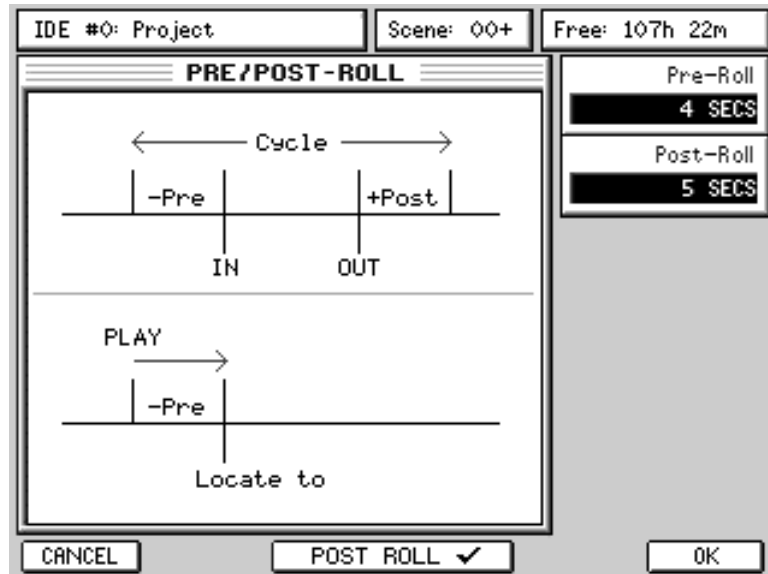 IDE #0: Project
Scene: 00+
Free: 107h 22m
PRE/POST-ROLL
Pre-Roll
4 SECS
Post-Roll
5 SECS
Cycle
-Pre
+Post
IN
OUT
PLAY
-Pre
Locate to
CANCEL
POST ROLL ✓
OK